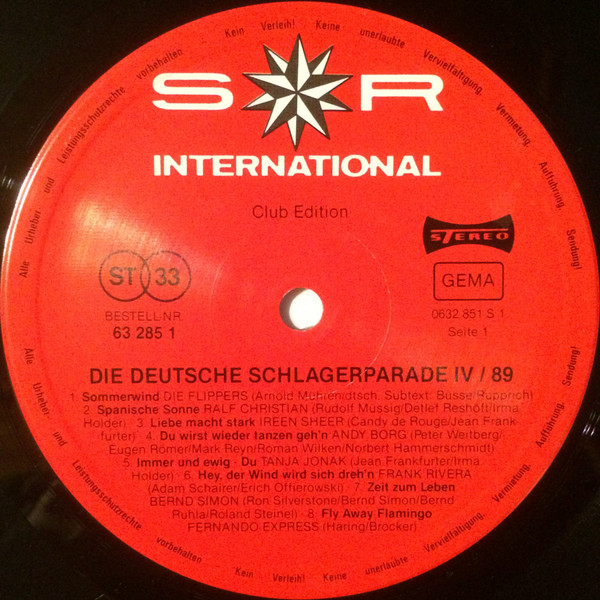 Alle Urheber- und Leistungsschutzrechte vorbehalten Kein Verleih! Keine unerlaubte Vervielfältigung, Vermietung, Aufführung, Sendung!
S R
INTERNATIONAL
Club Edition
STEREO
ST 33
GEMA
BESTELL-NR.
63 285 1
0632 851 S 1
Seite 1
DIE DEUTSCHE SCHLAGERPARADE IV / 89
1. Sommerwind DIE FLIPPERS (Arnold Mühren/dtsch. Subtext: Busse/Rupprich)
2. Spanische Sonne RALF CHRISTIAN (Rudolf Müssig/Detlef Reshöft/Irma
Holder) · 3. Liebe macht stark IREEN SHEER (Candy de Rouge/Jean Frank-
furter) · 4. Du wirst wieder tanzen geh'n ANDY BORG (Peter Weitberg/
Eugen Römer/Mark Reyn/Roman Wilken/Norbert Hammerschmidt)
5. Immer und ewig · Du TANJA JONAK (Jean Frankfurter/Irma
Holder) · 6. Hey, der Wind wird sich dreh'n FRANK RIVERA
(Adam Schairer/Erich Offierowski) · 7. Zeit zum Leben
BERND SIMON (Ron Silverstone/Bernd Simon/Bernd
Ruhla/Roland Steinel) · 8. Fly Away Flamingo
FERNANDO EXPRESS (Haring/Brocker)
Alle Urheber- und Leistungsschutzrechte vorbehalten Kein Verleih! Keine unerlaubte Vervielfältigung, Vermietung, Aufführung, Sendung!